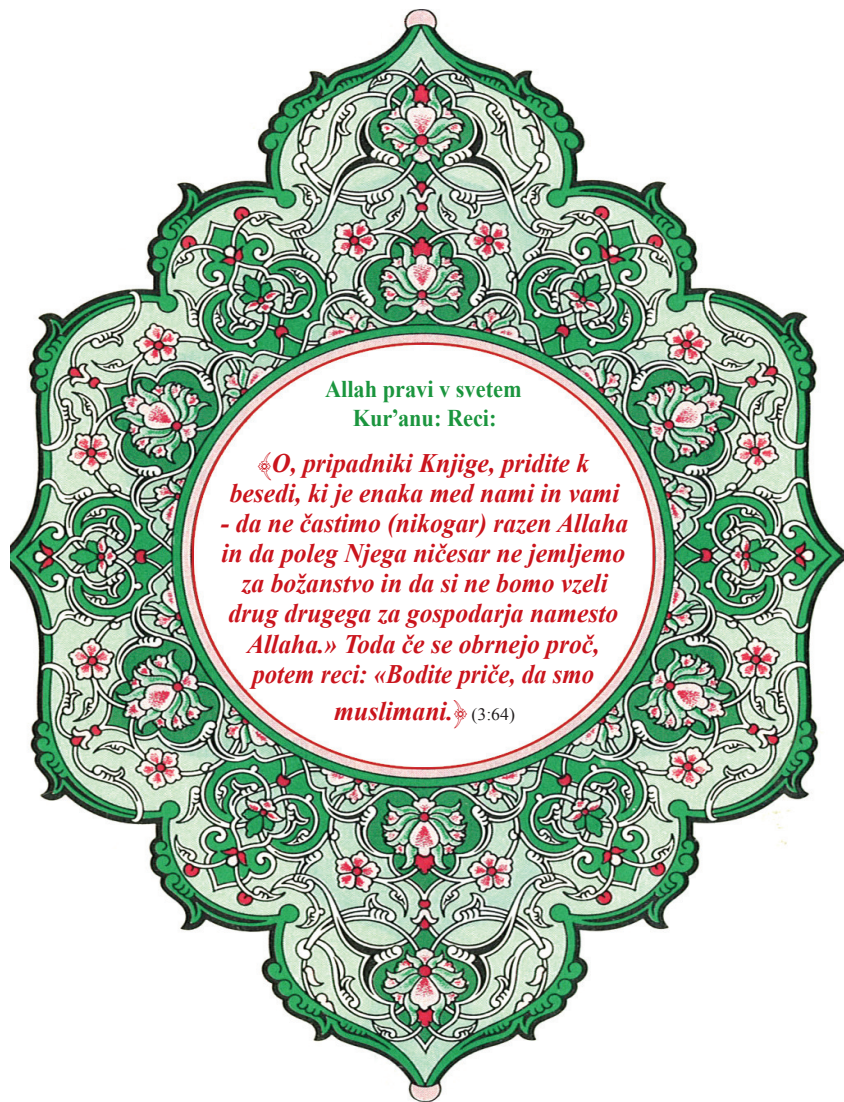 Allah pravi v svetem
Kur’anu: Reci:
﴾O, pripadniki Knjige, pridite k
besedi, ki je enaka med nami in vami
- da ne častimo (nikogar) razen Allaha
in da poleg Njega ničesar ne jemljemo
za božanstvo in da si ne bomo vzeli
drug drugega za gospodarja namesto
Allaha.» Toda če se obrnejo proč,
potem reci: «Bodite priče, da smo
muslimani.﴿ (3:64)